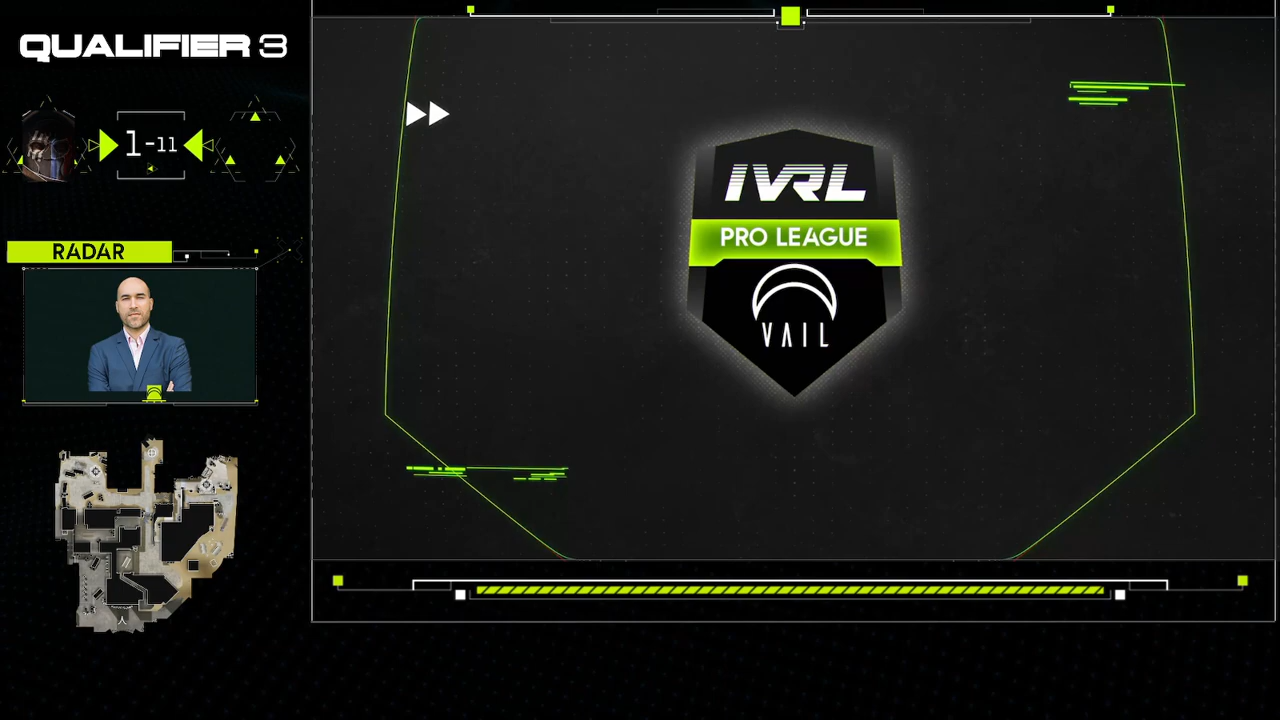 QUALIFIER 3
1-11
RADAR
IVRL
PRO LEAGUE
VAIL